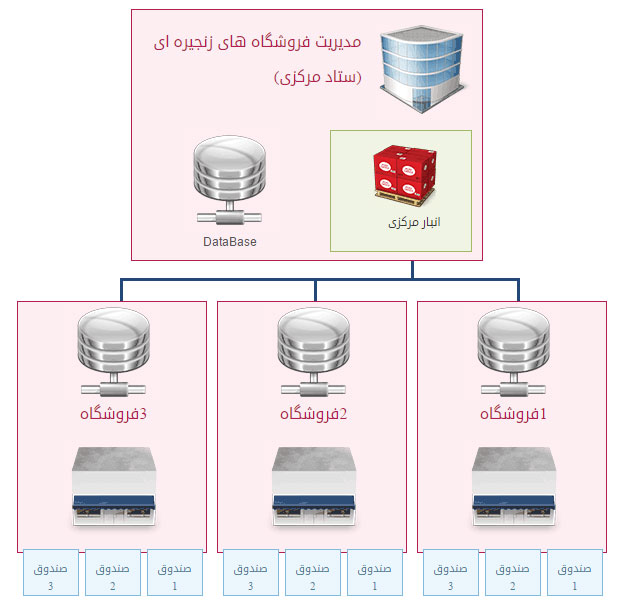 مدیریت فروشگاه های زنجیره ای
(ستاد مرکزی)
انبار مرکزی
DataBase
فروشگاه1
فروشگاه2
فروشگاه3
صندوق
1
صندوق
2
صندوق
3
صندوق
1
صندوق
2
صندوق
3
صندوق
1
صندوق
2
صندوق
3